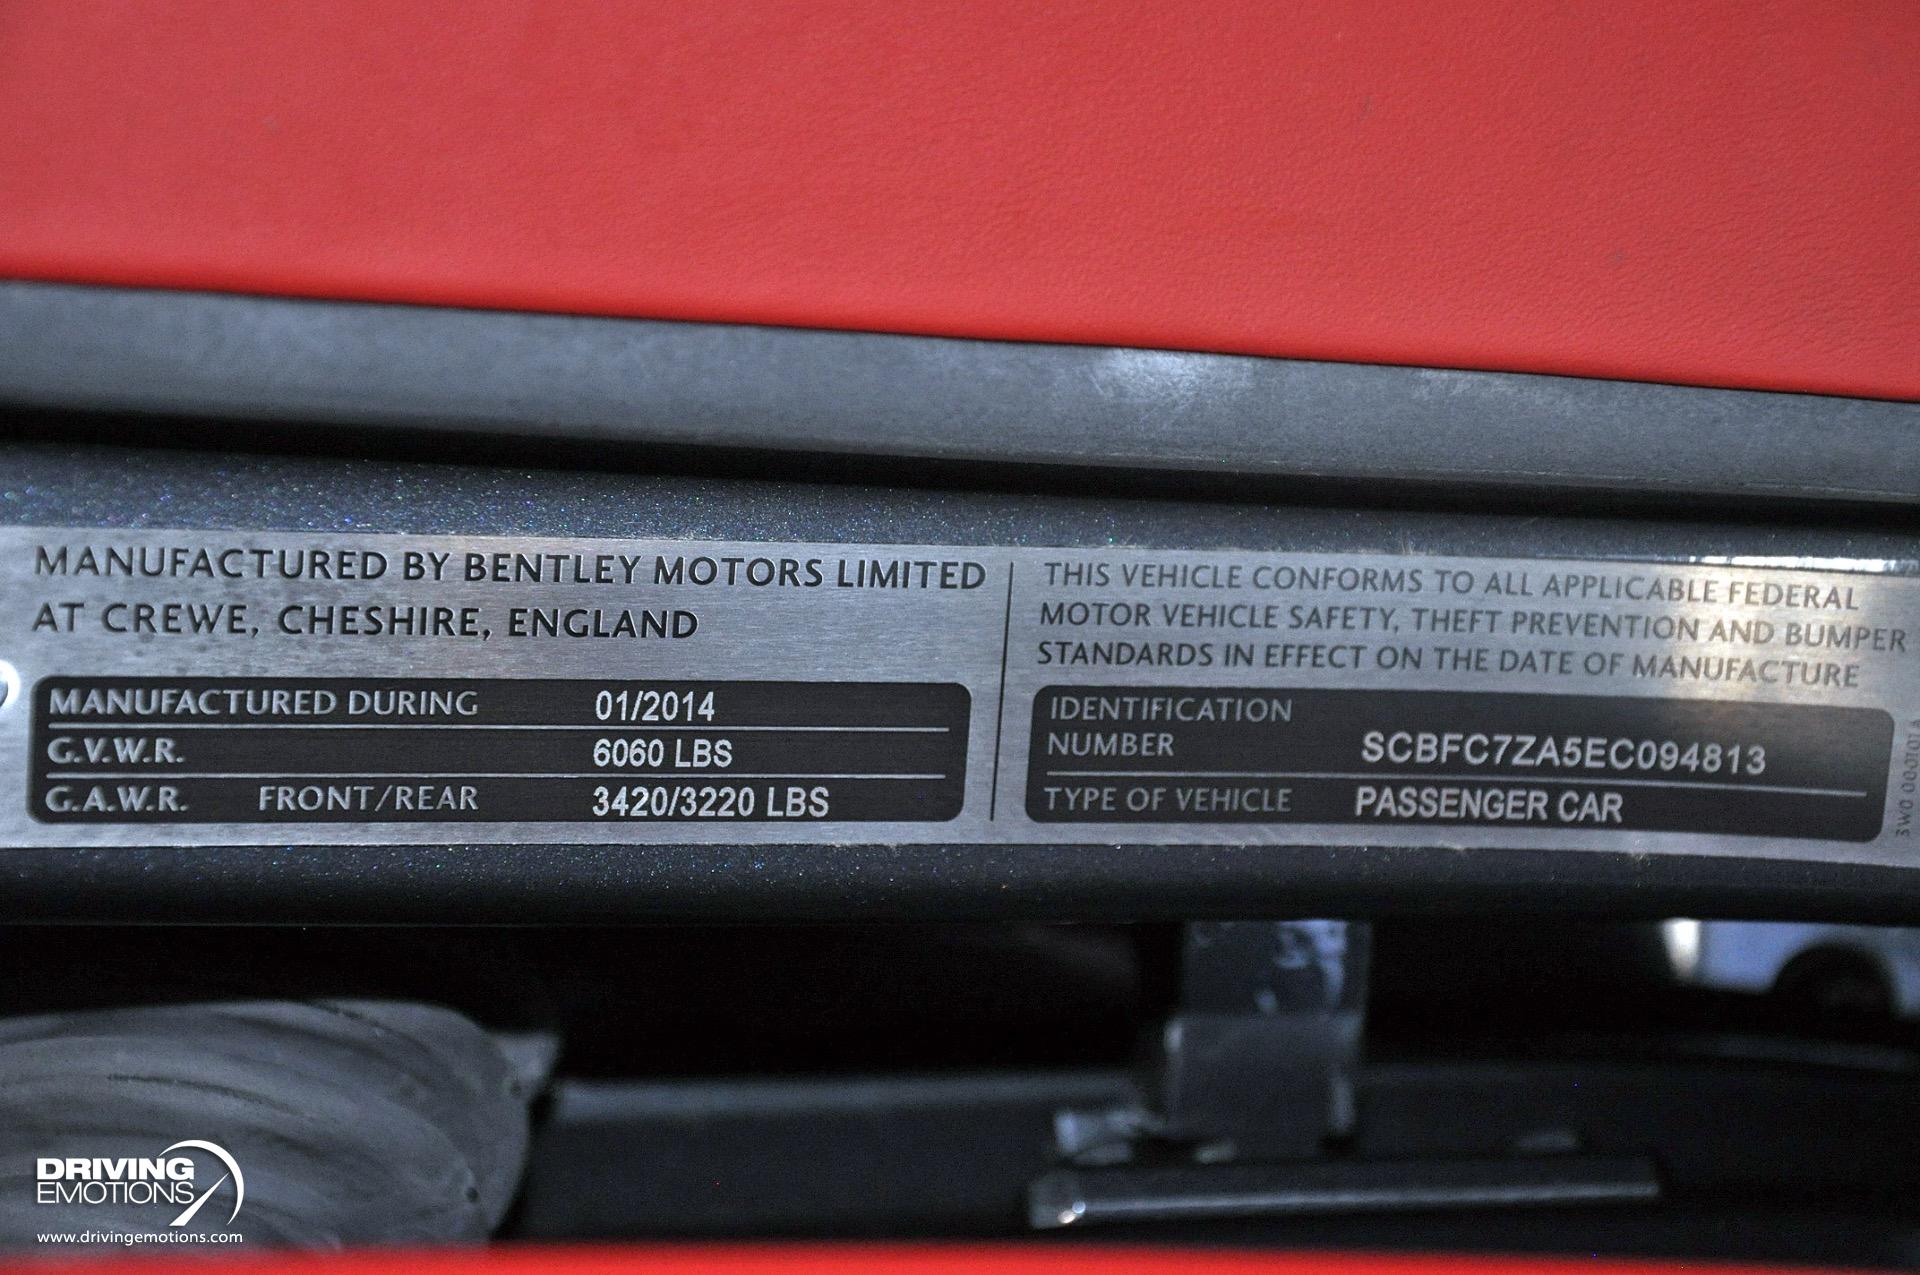 MANUFACTURED BY BENTLEY MOTORS LIMITED
AT CREWE, CHESHIRE, ENGLAND
MANUFACTURED DURING 01/2014
G.V.W.R. 6060 LBS
G.A.W.R. FRONT/REAR 3420/3220 LBS
THIS VEHICLE CONFORMS TO ALL APPLICABLE FEDERAL
MOTOR VEHICLE SAFETY, THEFT PREVENTION AND BUMPER
STANDARDS IN EFFECT ON THE DATE OF MANUFACTURE
IDENTIFICATION
NUMBER SCBFC7ZA5EC094813
TYPE OF VEHICLE PASSENGER CAR
DRIVING
EMOTIONS
www.drivingemotions.com